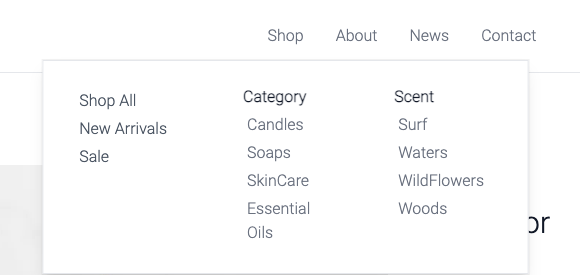 Shop About News Contact
Shop All
New Arrivals
Sale
Category
Candles
Soaps
SkinCare
Essential
Oils
Scent
Surf
Waters
WildFlowers
Woods
or